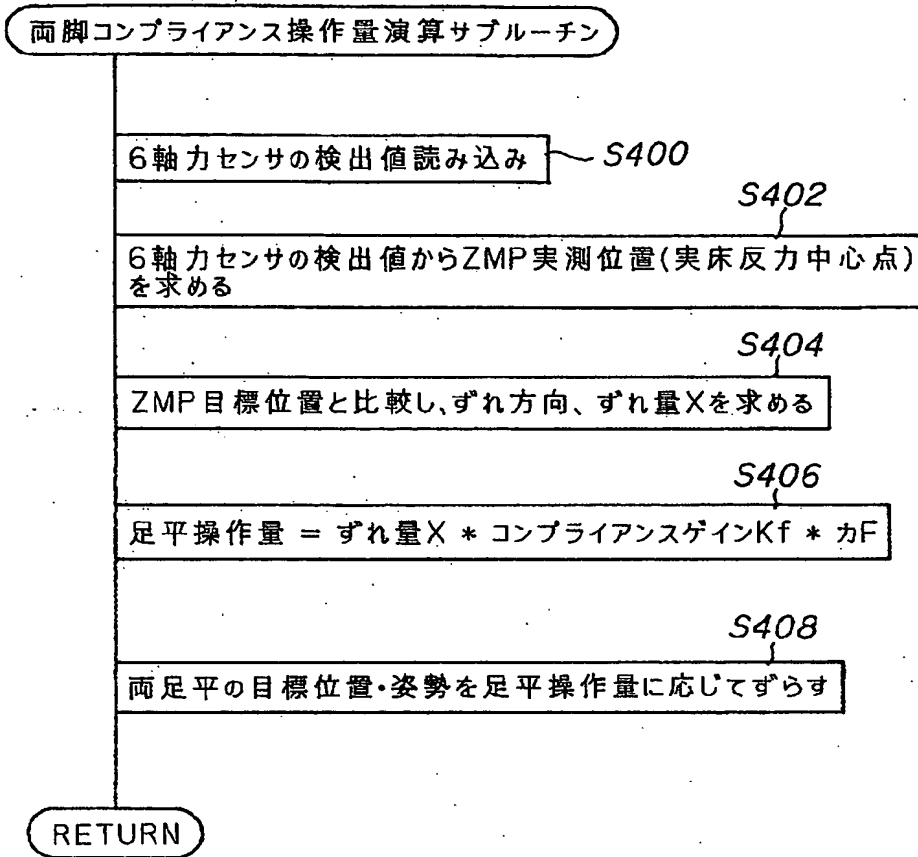 両脚コンプライアンス操作量演算サブルーチン
6軸力センサの検出値読み込み
S400
S402
6軸力センサの検出値からZMP実測位置(実床反力中心点)
を求める
S404
ZMP目標位置と比較し、ずれ方向、ずれ量Xを求める
S406
足平操作量 = ずれ量X * コンプライアンスゲインKf * 力F
S408
両足平の目標位置・姿勢を足平操作量に応じてずらす
RETURN